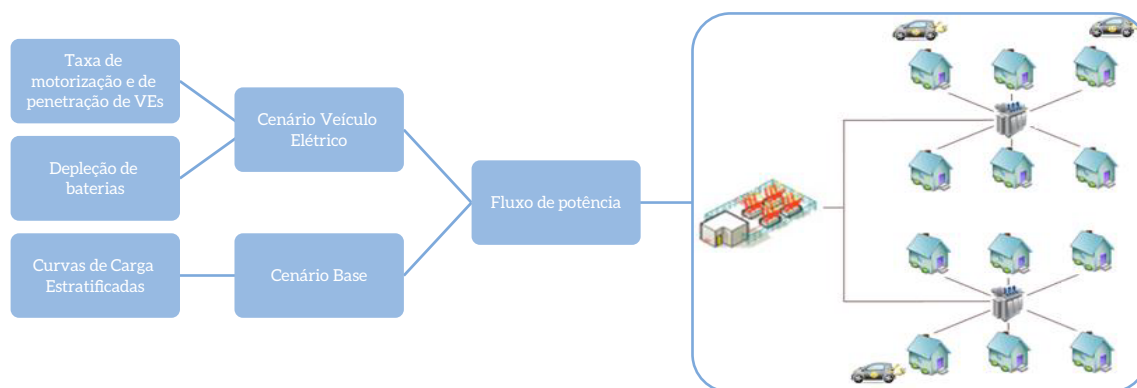 Taxa de
motorização e de
penetração de VEs
Depleção de
baterias
Curvas de Carga
Estratificadas
Cenário Veículo
Elétrico
Cenário Base
Fluxo de potência